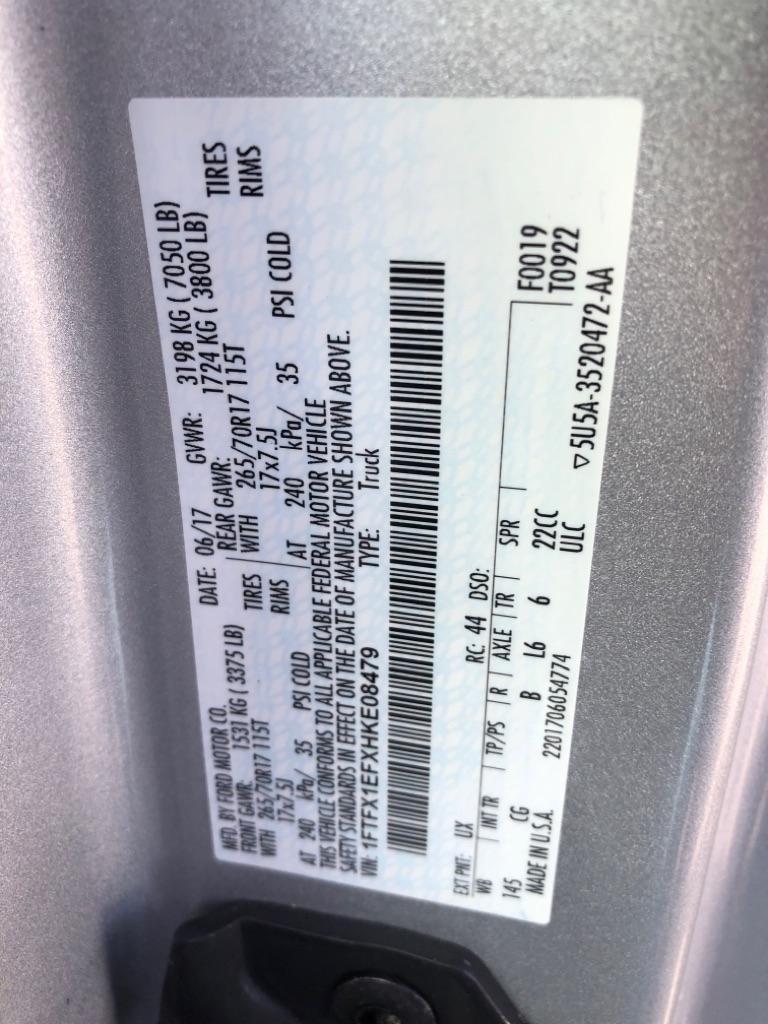 MFD. BY FORD MOTOR CO.
DATE: 06/17 GVWR: 3198 KG ( 7050 LB)
FRONT GAWR: 1531 KG ( 3375 LB) REAR GAWR: 1724 KG ( 3800 LB)
WITH 265/70R17 115T TIRES WITH 265/70R17 115T TIRES
17x7.5J RIMS 17x7.5J RIMS
AT 240 kPa/ 35 PSI COLD AT 240 kPa/ 35 PSI COLD
THIS VEHICLE CONFORMS TO ALL APPLICABLE FEDERAL MOTOR VEHICLE
SAFETY STANDARDS IN EFFECT ON THE DATE OF MANUFACTURE SHOWN ABOVE.
VIN: 1FTFX1EFXHKE08479 TYPE: Truck
EXT PNT: UX RC: 44 DSO: F0019
WB INT TR TP/PS R AXLE TR SPR T0922
145 CG B L6 6 22CC
MADE IN U.S.A. 2201706054774 ULC
▽5U5A-3520472-AA